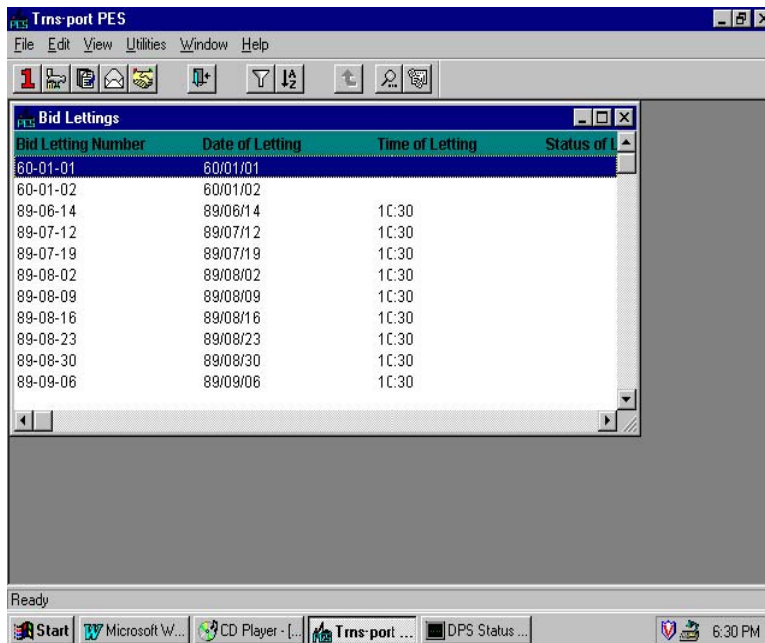 PES Trns·port PES
File Edit View Utilities Window Help
1
PES Bid Lettings
Bid Letting Number Date of Letting Time of Letting Status of L
60-01-01 60/01/01
60-01-02 60/01/02
89-06-14 89/06/14 10:30
89-07-12 89/07/12 10:30
89-07-19 89/07/19 10:30
89-08-02 89/08/02 10:30
89-08-09 89/08/09 10:30
89-08-16 89/08/16 10:30
89-08-23 89/08/23 10:30
89-08-30 89/08/30 10:30
89-09-06 89/09/06 10:30
Ready
Start Microsoft W... CD Player - [... Trns·port ... DPS Status ... 6:30 PM